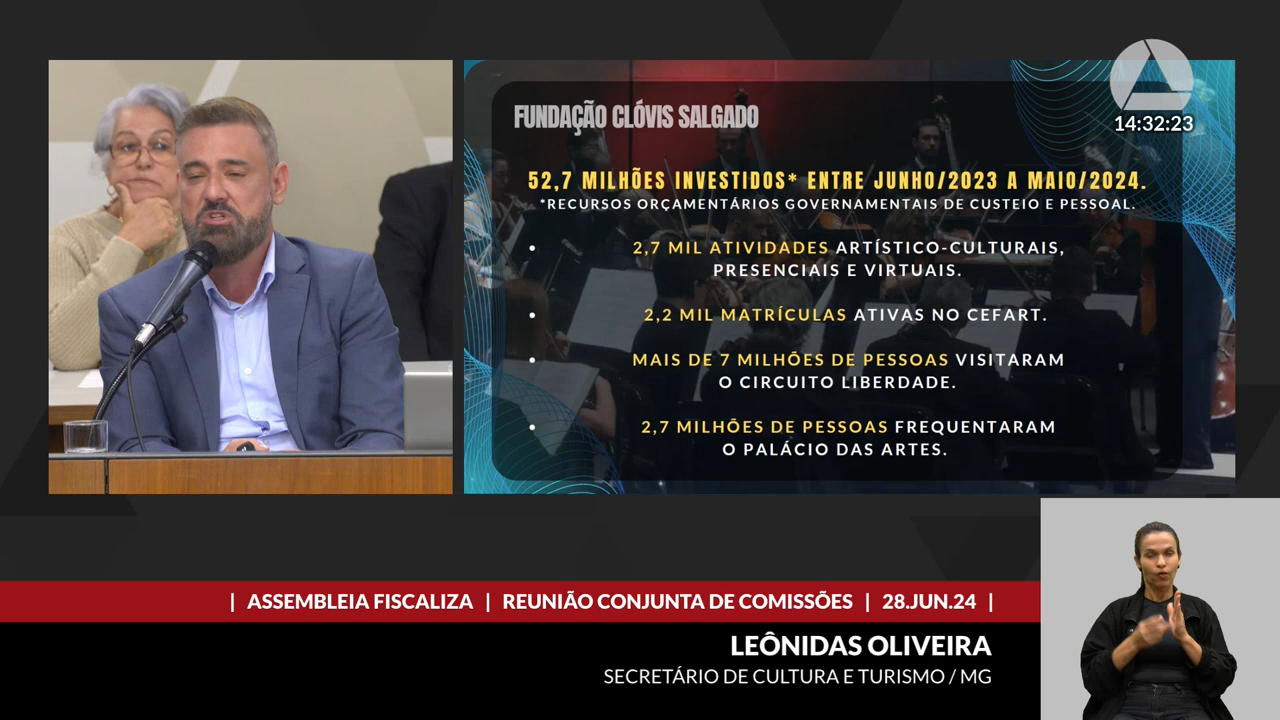 14:32:23
FUNDAÇÃO CLÓVIS SALGADO
52,7 MILHÕES INVESTIDOS* ENTRE JUNHO/2023 A MAIO/2024.
*RECURSOS ORÇAMENTÁRIOS GOVERNAMENTAIS DE CUSTEIO E PESSOAL.
• 2,7 MIL ATIVIDADES ARTÍSTICO-CULTURAIS,
PRESENCIAIS E VIRTUAIS.
• 2,2 MIL MATRÍCULAS ATIVAS NO CEFART.
• MAIS DE 7 MILHÕES DE PESSOAS VISITARAM
O CIRCUITO LIBERDADE.
• 2,7 MILHÕES DE PESSOAS FREQUENTARAM
O PALÁCIO DAS ARTES.
| ASSEMBLEIA FISCALIZA | REUNIÃO CONJUNTA DE COMISSÕES | 28.JUN.24 |
LEÔNIDAS OLIVEIRA
SECRETÁRIO DE CULTURA E TURISMO / MG